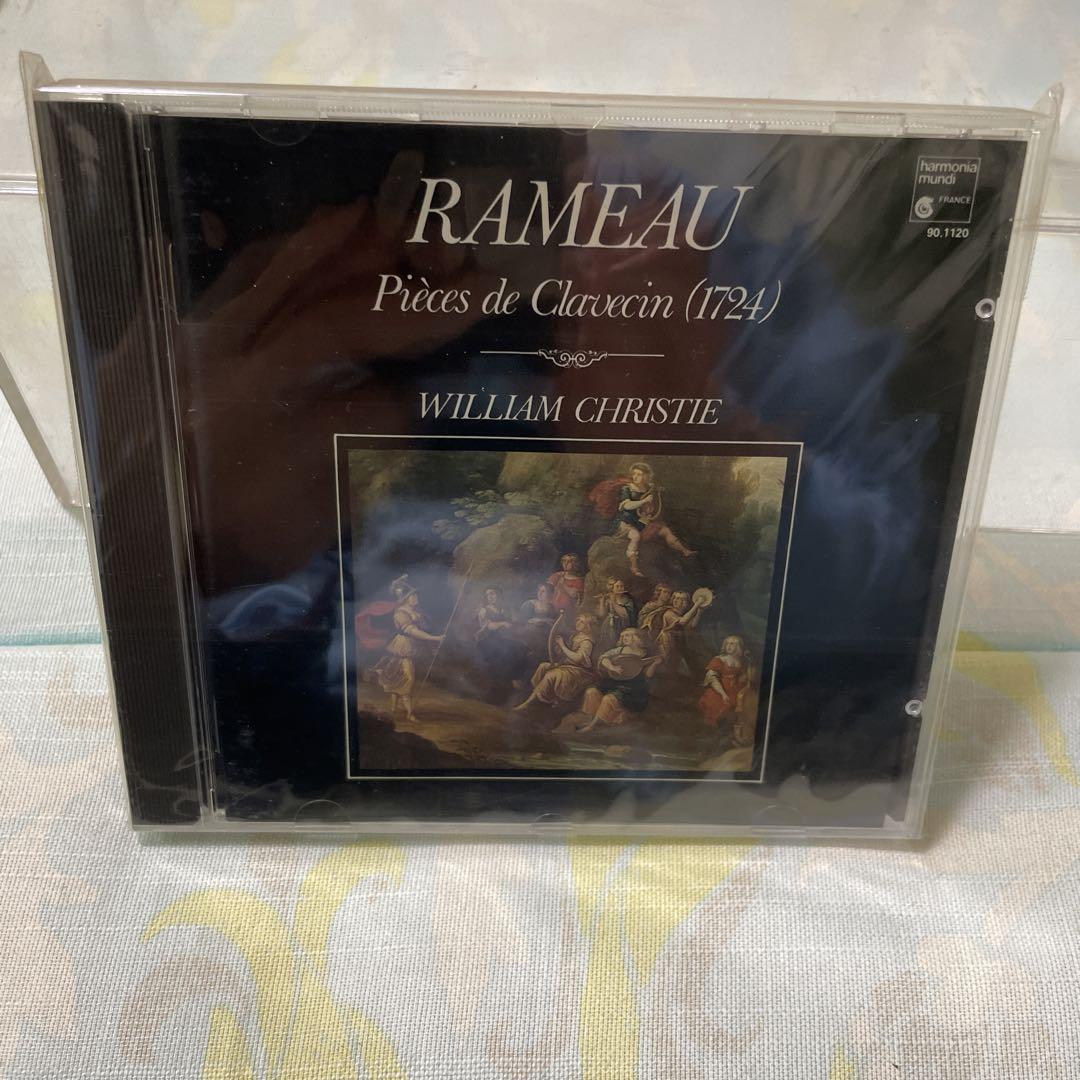 RAMEAU
Pièces de Clavecin (1724)
WILLIAM CHRISTIE
harmonia
mundi
FRANCE
90.1120